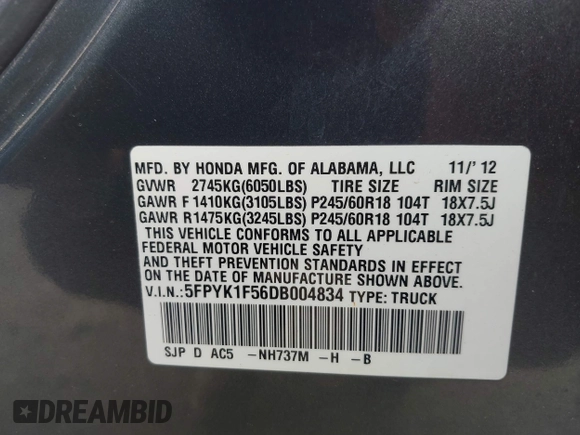 MFD. BY HONDA MFG. OF ALABAMA, LLC 11/'12
GVWR 2745KG(6050LBS) TIRE SIZE RIM SIZE
GAWR F 1410KG(3105LBS) P245/60R18 104T 18X7.5J
GAWR R 1475KG(3245LBS) P245/60R18 104T 18X7.5J
THIS VEHICLE CONFORMS TO ALL APPLICABLE
FEDERAL MOTOR VEHICLE SAFETY
AND THEFT PREVENTION STANDARDS IN EFFECT
ON THE DATE OF MANUFACTURE SHOWN ABOVE.
V.I.N.:5FPYK1F56DB004834 TYPE: TRUCK
SJP D AC5 -NH737M -H -B
DREAMBID